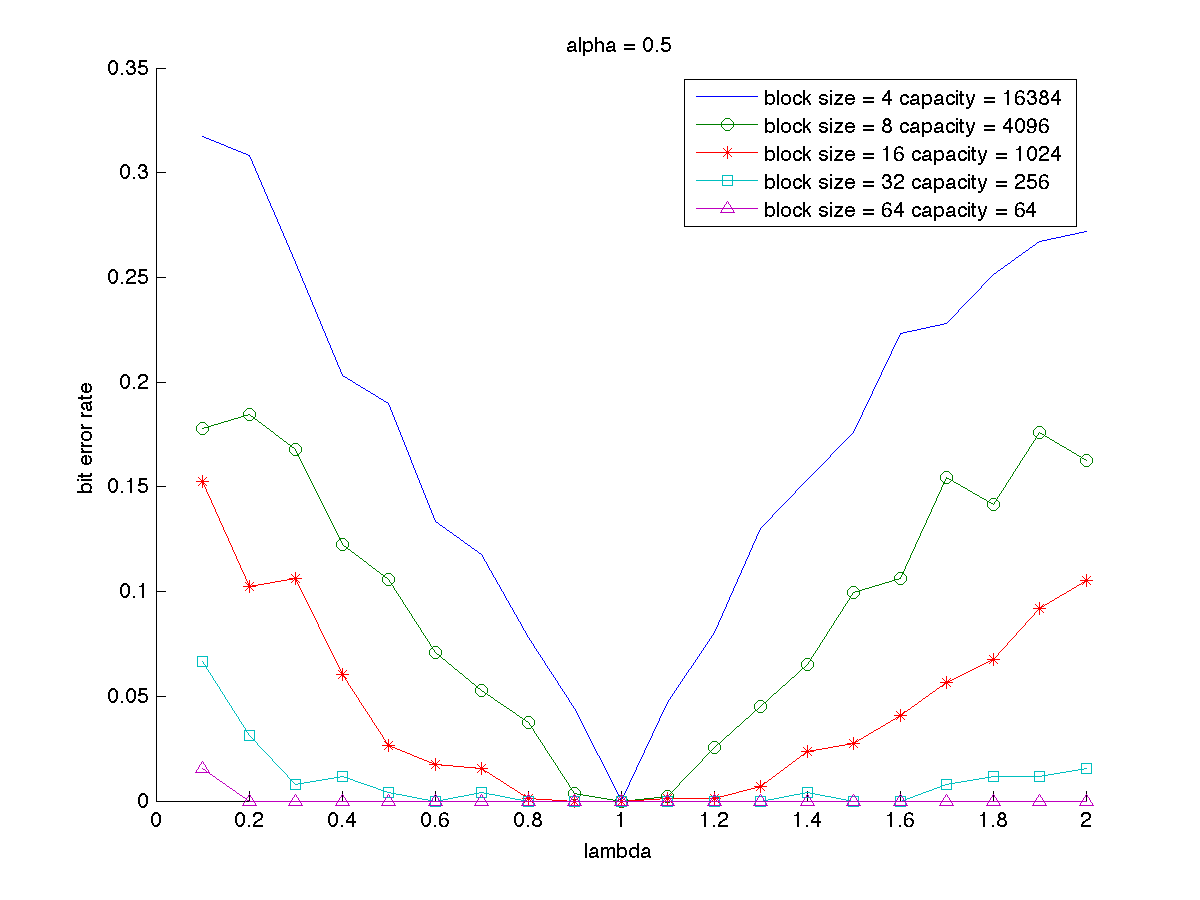 alpha = 0.5
0.35
0.3
0.25
0.2
0.15
0.1
0.05
0
bit error rate
block size = 4 capacity = 16384
block size = 8 capacity = 4096
block size = 16 capacity = 1024
block size = 32 capacity = 256
block size = 64 capacity = 64
0 0.2 0.4 0.6 0.8 1 1.2 1.4 1.6 1.8 2
lambda